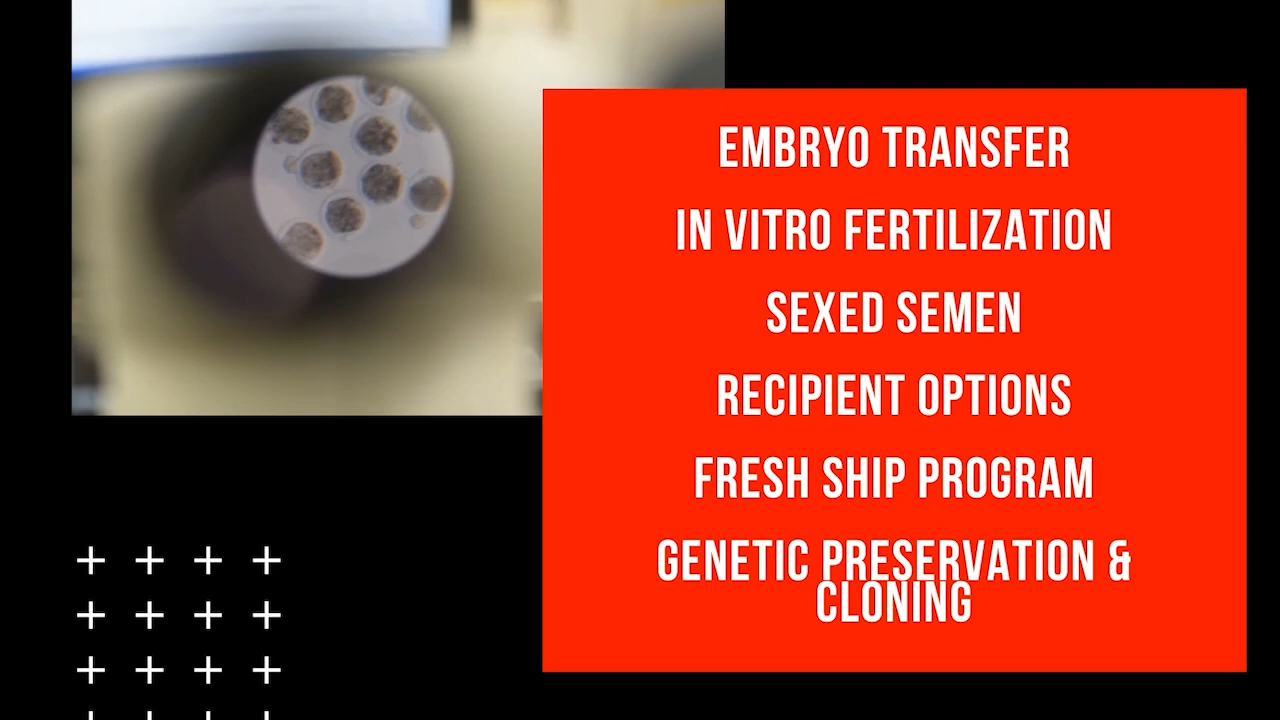 EMBRYO TRANSFER
IN VITRO FERTILIZATION
SEXED SEMEN
RECIPIENT OPTIONS
FRESH SHIP PROGRAM
GENETIC PRESERVATION &
CLONING